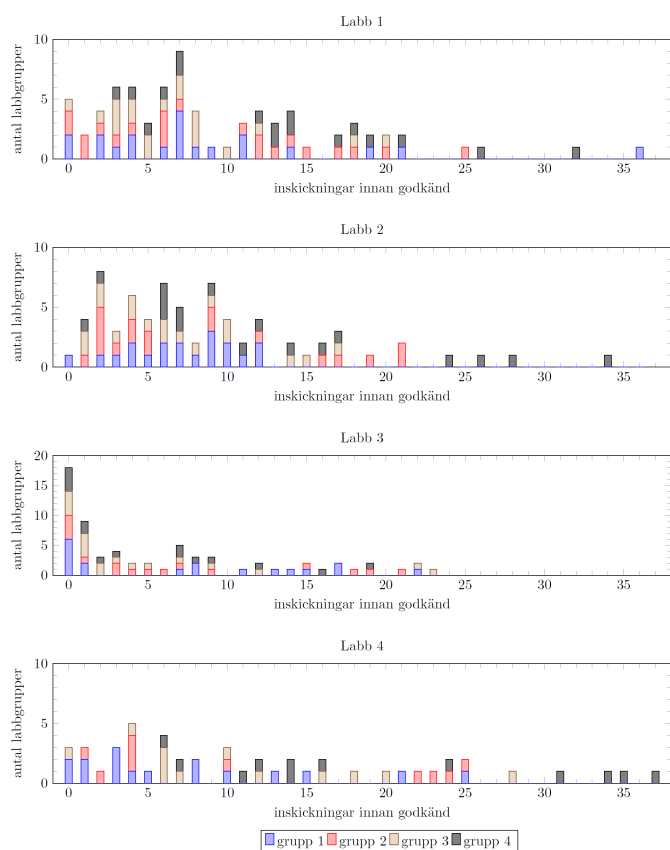 Labb 1
10
5
0
antal labbgrupper
0 5 10 15 20 25 30 35
inskickningar innan godkänd
Labb 2
10
5
0
antal labbgrupper
0 5 10 15 20 25 30 35
inskickningar innan godkänd
Labb 3
20
15
10
5
0
antal labbgrupper
0 5 10 15 20 25 30 35
inskickningar innan godkänd
Labb 4
10
5
0
antal labbgrupper
0 5 10 15 20 25 30 35
inskickningar innan godkänd
grupp 1 grupp 2 grupp 3 grupp 4